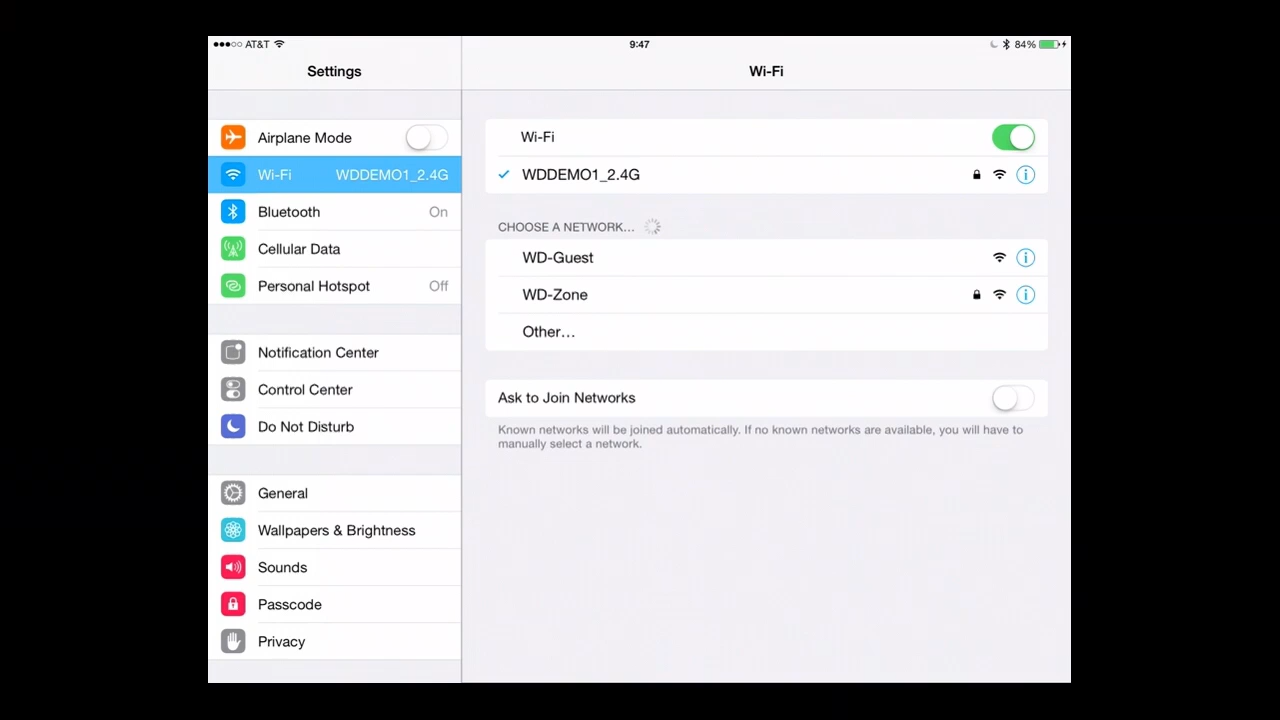 AT&T 9:47 84%
Settings
Wi-Fi
Airplane Mode
Wi-Fi WDDEMO1_2.4G
Bluetooth On
Cellular Data
Personal Hotspot Off
Notification Center
Control Center
Do Not Disturb
General
Wallpapers & Brightness
Sounds
Passcode
Privacy
Wi-Fi
WDDEMO1_2.4G
CHOOSE A NETWORK...
WD-Guest
WD-Zone
Other...
Ask to Join Networks
Known networks will be joined automatically. If no known networks are available, you will have to
manually select a network.